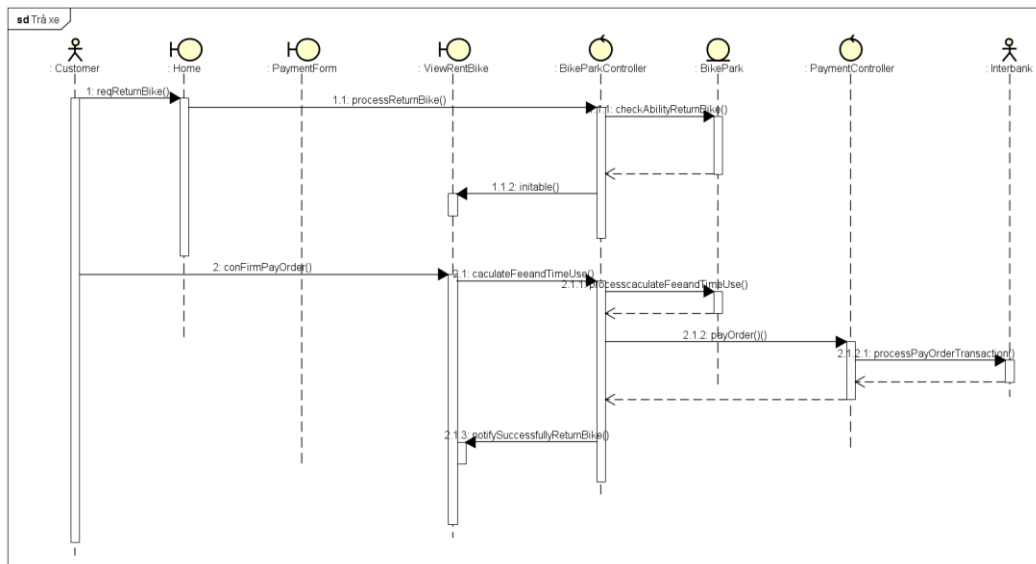 sd Trả xe
: Customer
: Home
: PaymentForm
: ViewRentBike
: BikeParkController
: BikePark
: PaymentController
: Interbank
1: reqReturnBike()
1.1: processReturnBike()
1.1.1: checkAbilityReturnBike()
1.1.2: initable()
2: conFirmPayOrder()
2.1: caculateFeeandTimeUse()
2.1.1: processcaculateFeeandTimeUse()
2.1.2: payOrder()()
2.1.2.1: processPayOrderTransaction()
2.1.3: notifySuccessfullyReturnBike()